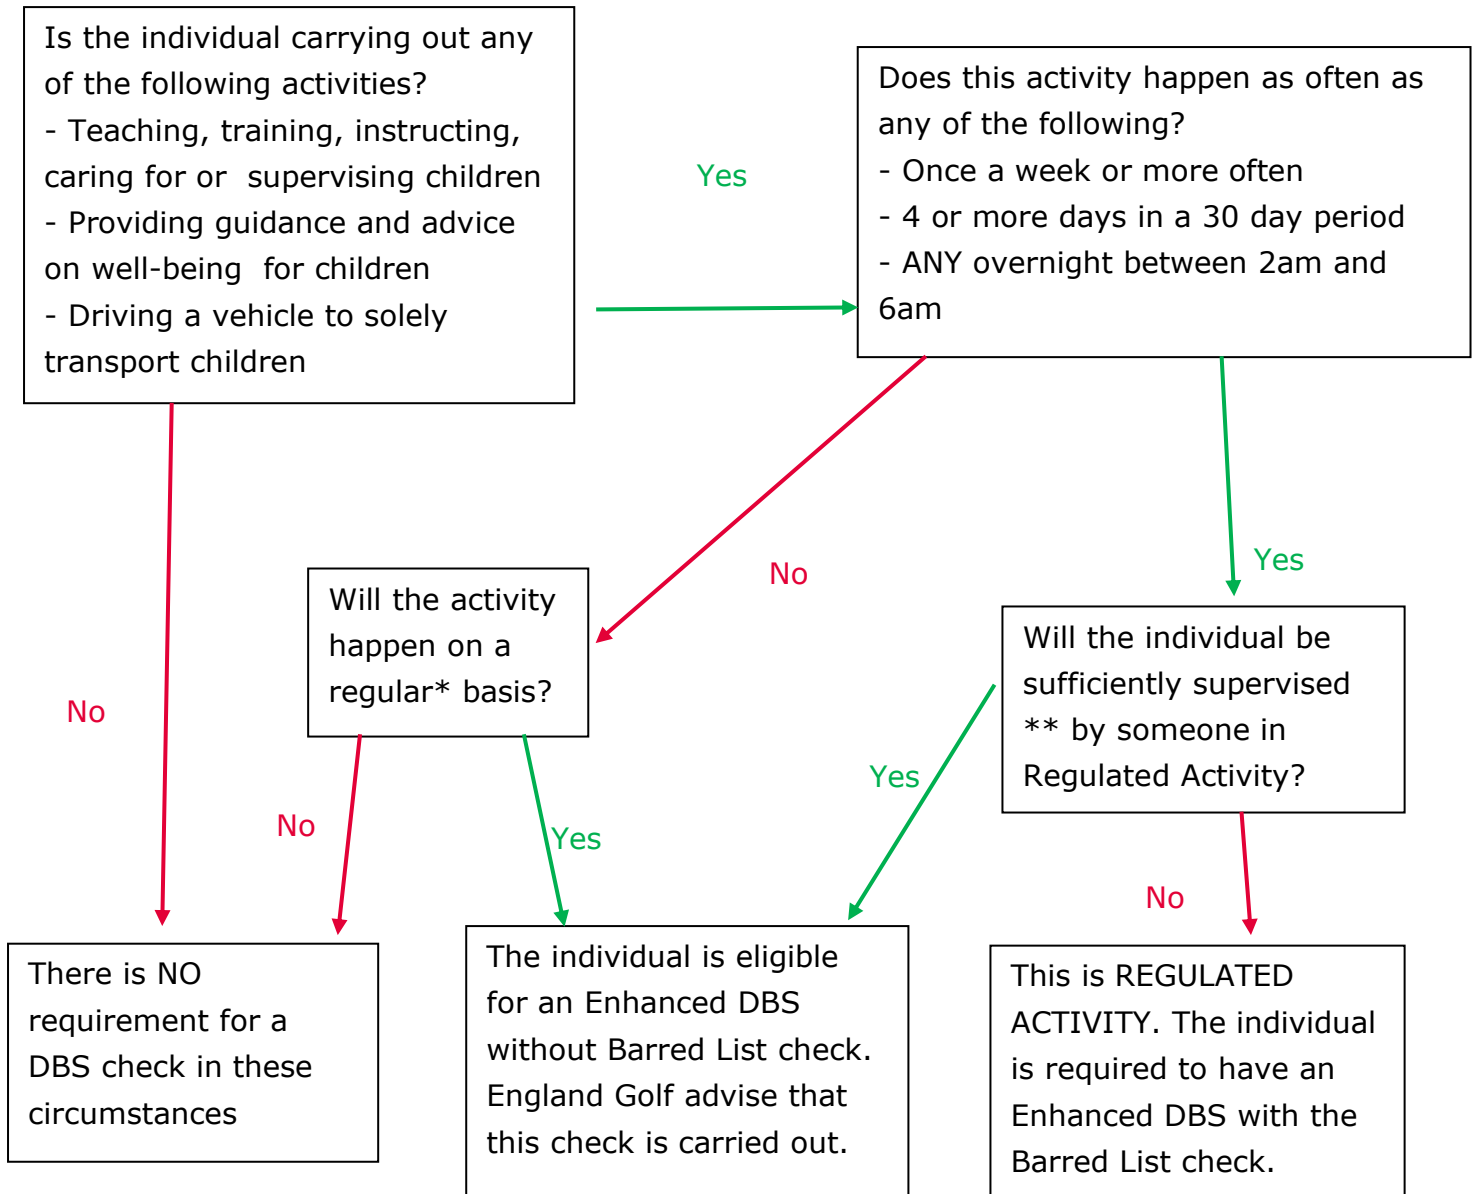 Is the individual carrying out any
of the following activities?
- Teaching, training, instructing,
caring for or  supervising children
- Providing guidance and advice
on well-being  for children
- Driving a vehicle to solely
transport children
Yes
Does this activity happen as often as
any of the following?
- Once a week or more often
- 4 or more days in a 30 day period
- ANY overnight between 2am and
6am
No
No
Yes
Will the activity
happen on a
regular* basis?
Will the individual be
sufficiently supervised
** by someone in
Regulated Activity?
No
Yes
Yes
No
There is NO
requirement for a
DBS check in these
circumstances
The individual is eligible
for an Enhanced DBS
without Barred List check.
England Golf advise that
this check is carried out.
This is REGULATED
ACTIVITY. The individual
is required to have an
Enhanced DBS with the
Barred List check.